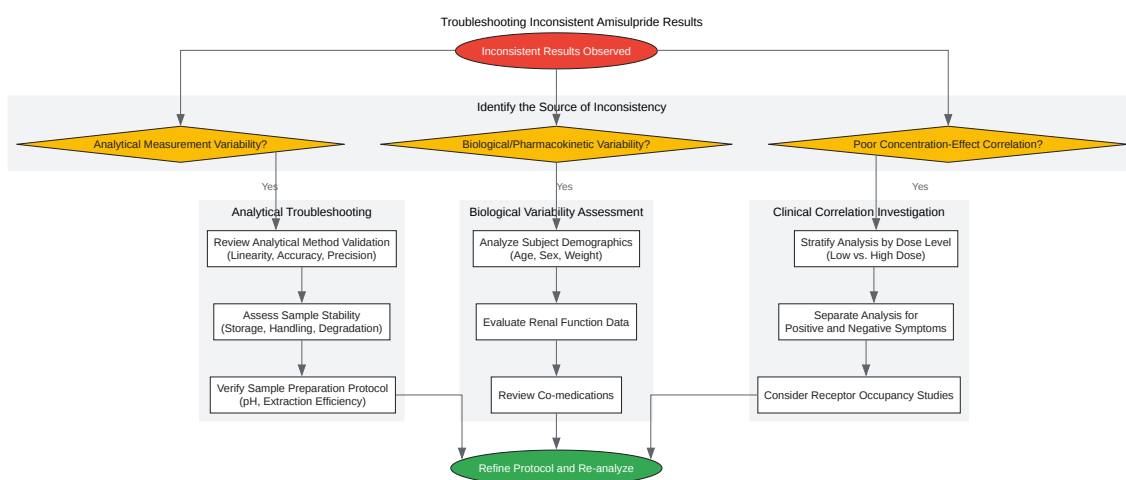 Troubleshooting Inconsistent Amisulpride Results
Inconsistent Results Observed
Identify the Source of Inconsistency
Analytical Measurement Variability?
Biological/Pharmacokinetic Variability?
Poor Concentration-Effect Correlation?
Yes
Yes
Yes
Analytical Troubleshooting
Review Analytical Method Validation
(Linearity, Accuracy, Precision)
Assess Sample Stability
(Storage, Handling, Degradation)
Verify Sample Preparation Protocol
(pH, Extraction Efficiency)
Biological Variability Assessment
Analyze Subject Demographics
(Age, Sex, Weight)
Evaluate Renal Function Data
Review Co-medications
Clinical Correlation Investigation
Stratify Analysis by Dose Level
(Low vs. High Dose)
Separate Analysis for
Positive and Negative Symptoms
Consider Receptor Occupancy Studies
Refine Protocol and Re-analyze